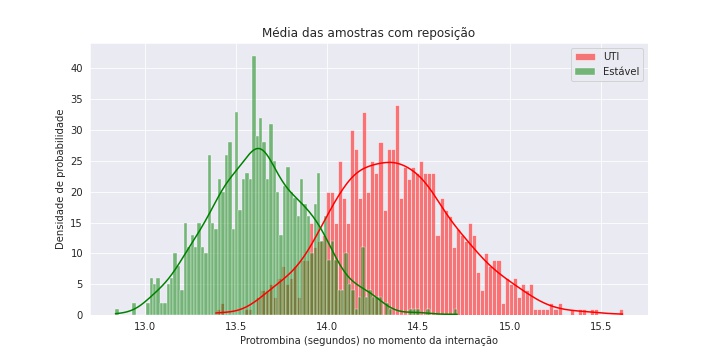 Média das amostras com reposição
UTI
Estável
Densidade de probabilidade
40
35
30
25
20
15
10
5
0
13.0 13.5 14.0 14.5 15.0 15.5
Protrombina (segundos) no momento da internação